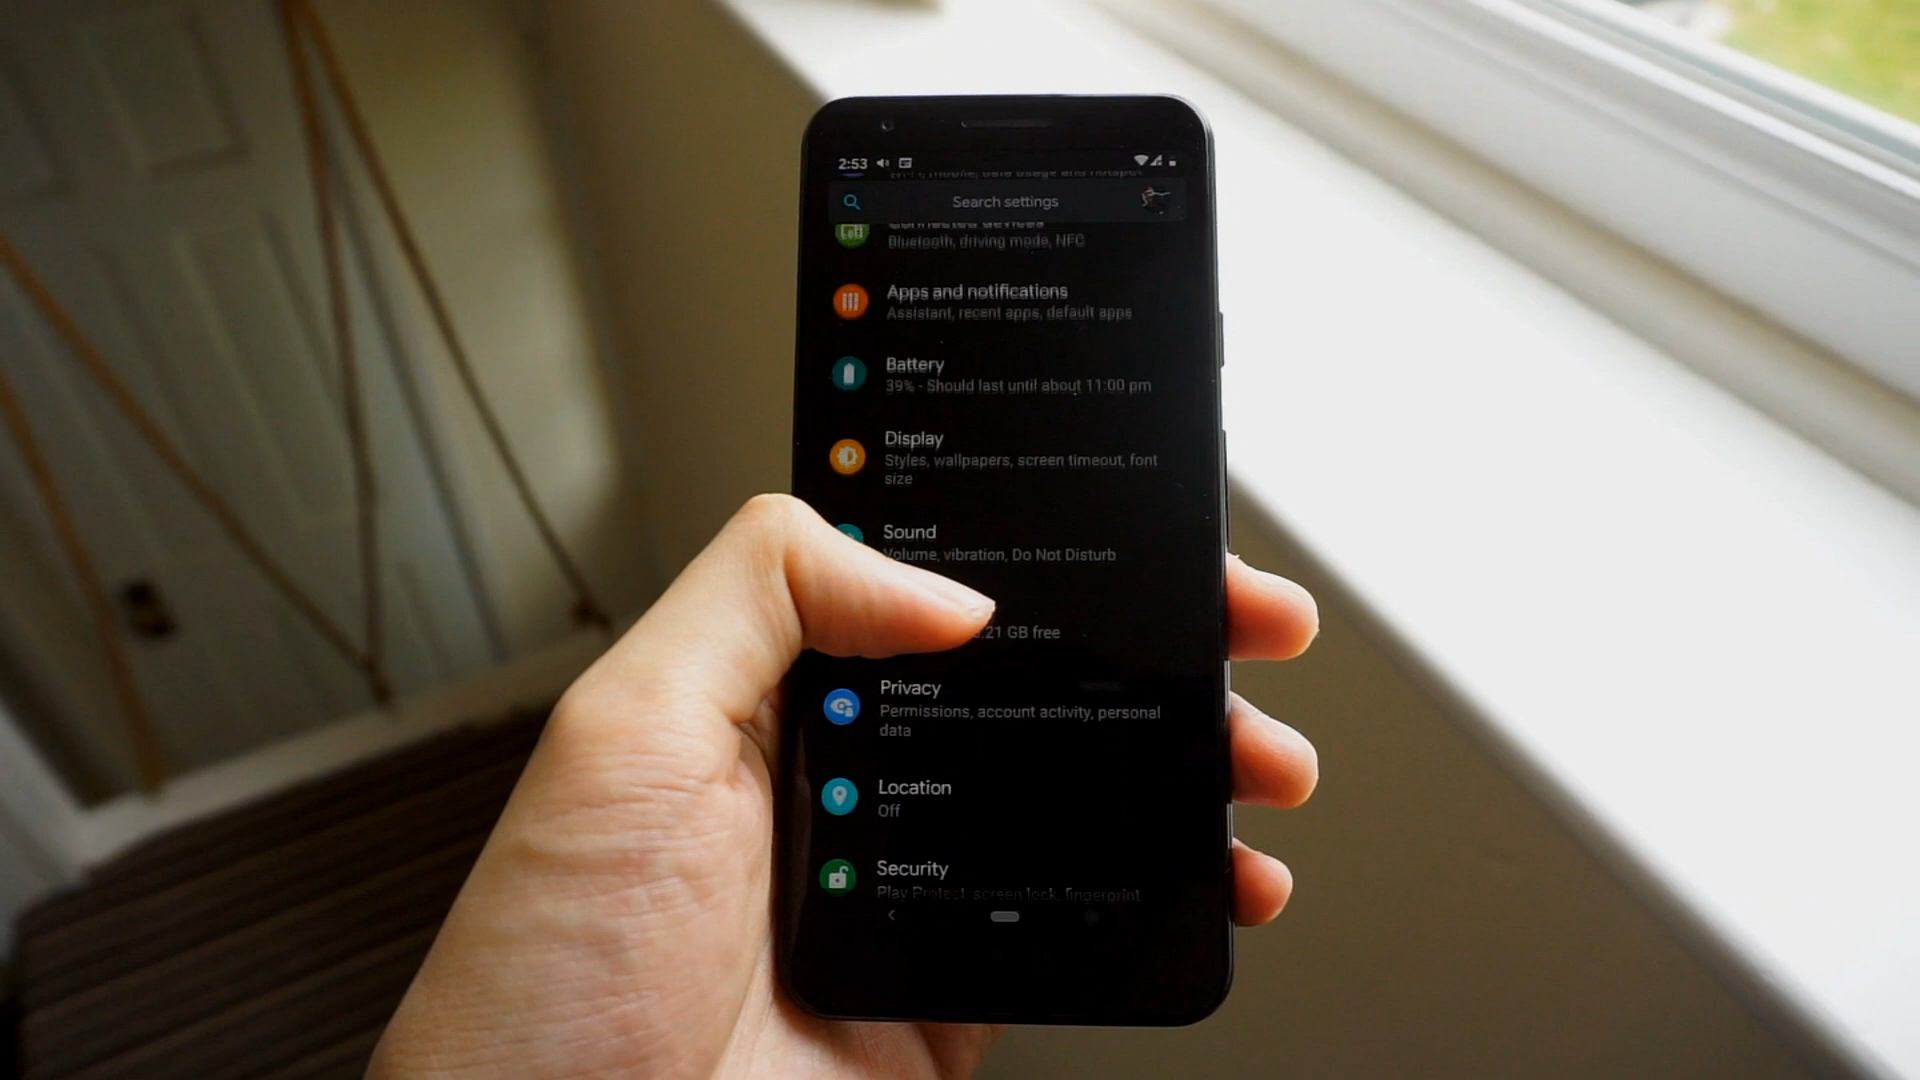 2:53
Search settings
Bluetooth, driving mode, NFC
Apps and notifications
Assistant, recent apps, default apps
Battery
39% - Should last until about 11:00 pm
Display
Styles, wallpapers, screen timeout, font
size
Sound
Volume, vibration, Do Not Disturb
21 GB free
Privacy
Permissions, account activity, personal
data
Location
Off
Security
Play Protect, screen lock, fingerprint